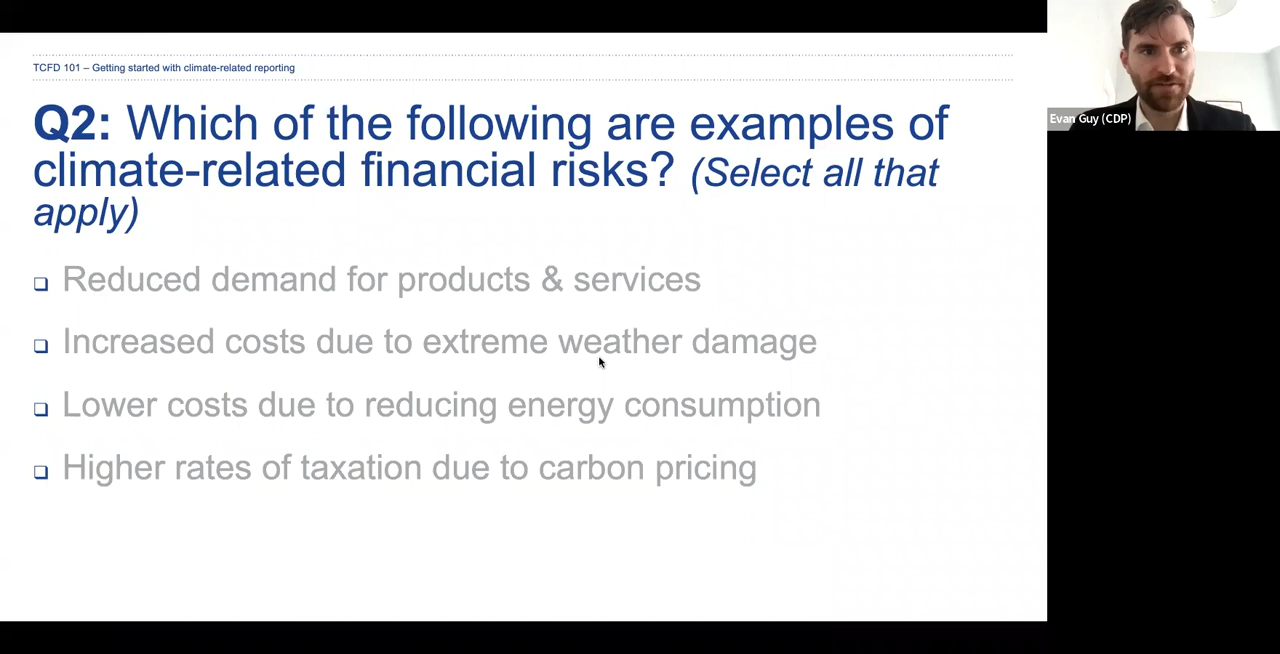 TCFD 101 – Getting started with climate-related reporting
Q2: Which of the following are examples of
climate-related financial risks? (Select all that
apply)
Reduced demand for products & services
Increased costs due to extreme weather damage
Lower costs due to reducing energy consumption
Higher rates of taxation due to carbon pricing
Evan Guy (CDP)